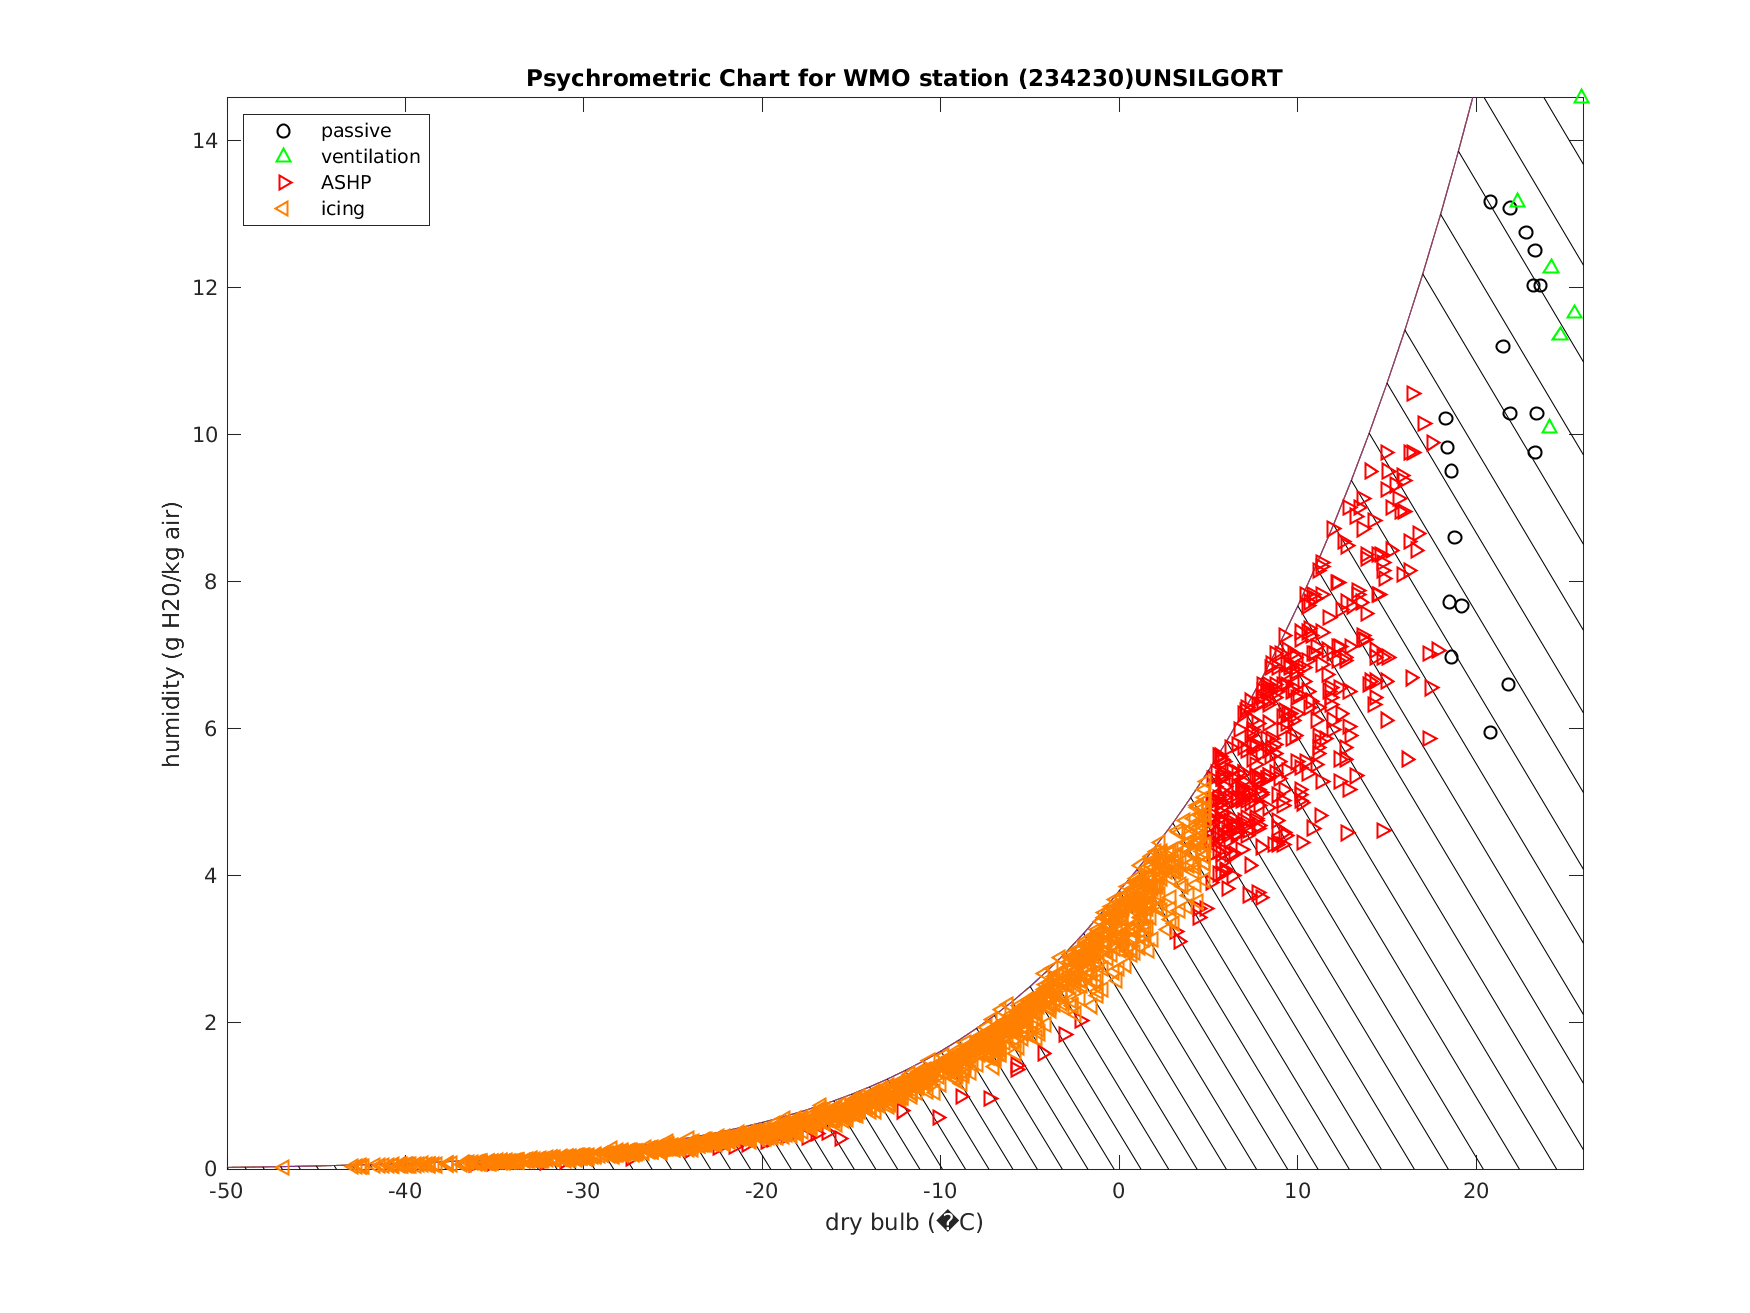 Psychrometric Chart for WMO station (234230)UNSILGORT
passive
ventilation
ASHP
icing
humidity (g H20/kg air)
14
12
10
8
6
4
2
0
-50 -40 -30 -20 -10 0 10 20
dry bulb (�C)